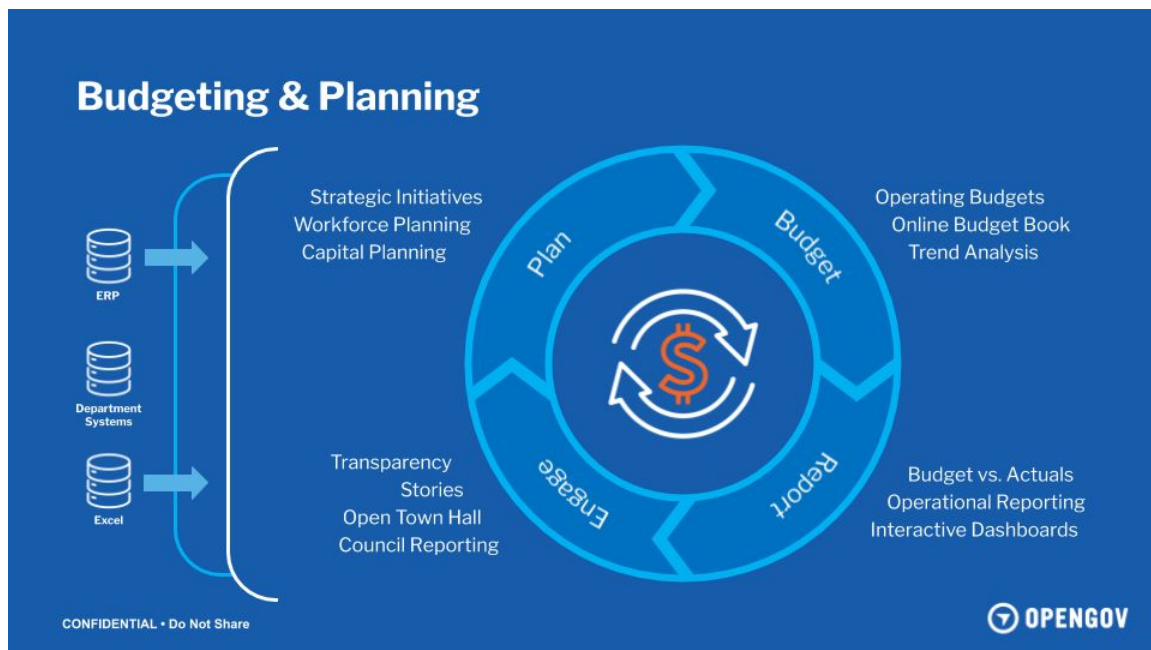 Budgeting & Planning
ERP
Department
Systems
Excel
Strategic Initiatives
Workforce Planning
Capital Planning
Plan
Budget
Operating Budgets
Online Budget Book
Trend Analysis
$
Transparency
Stories
Open Town Hall
Council Reporting
Engage
Report
Budget vs. Actuals
Operational Reporting
Interactive Dashboards
CONFIDENTIAL • Do Not Share
OPENGOV